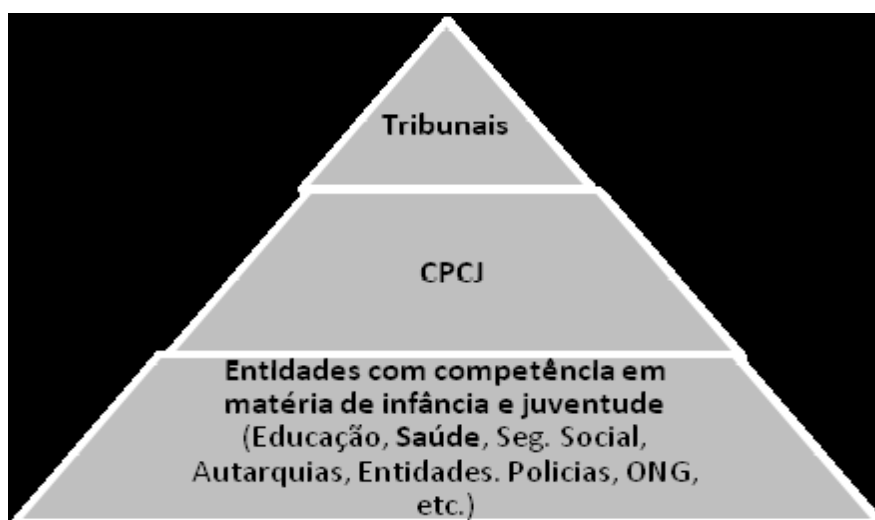 Tribunais
CPCJ
Entidades com competência em
matéria de infância e juventude
(Educação, Saúde, Seg. Social,
Autarquias, Entidades. Policias, ONG,
etc.)